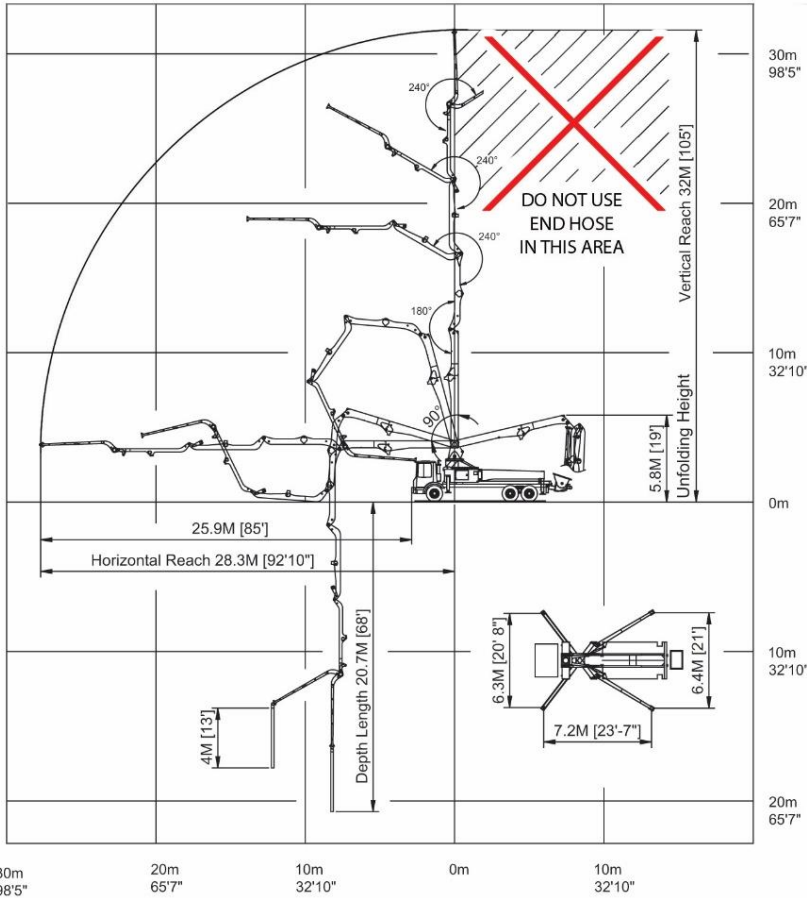 30m
98'5"
240°
240°
DO NOT USE
END HOSE
IN THIS AREA
Vertical Reach 32M [105']
20m
65'7"
240°
180°
10m
32'10"
90°
5.8M [19']
Unfolding Height
0m
25.9M [85']
Horizontal Reach 28.3M [92'10"]
Depth Length 20.7M [68']
4M [13']
6.3M [20' 8"]
6.4M [21']
7.2M [23'-7"]
10m
32'10"
20m
65'7"
30m
98'5"
20m
65'7"
10m
32'10"
0m
10m
32'10"